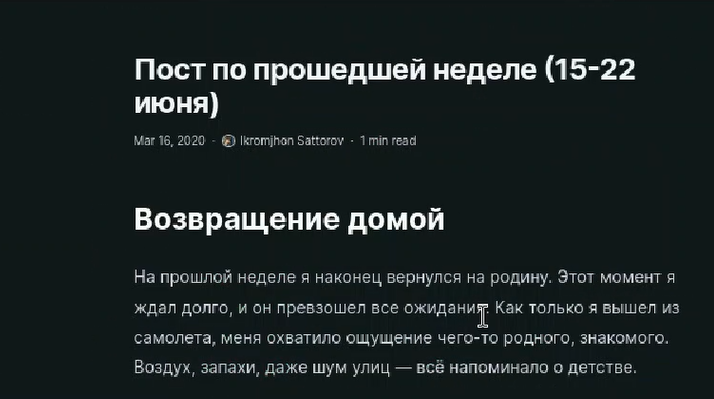 Пост по прошедшей неделе (15-22
июня)
Mar 16, 2020 · Ikromjhon Sattorov · 1 min read
Возвращение домой
На прошлой неделе я наконец вернулся на родину. Этот момент я
ждал долго, и он превзошел все ожидания. Как только я вышел из
самолета, меня охватило ощущение чего-то родного, знакомого.
Воздух, запахи, даже шум улиц — всё напоминало о детстве.